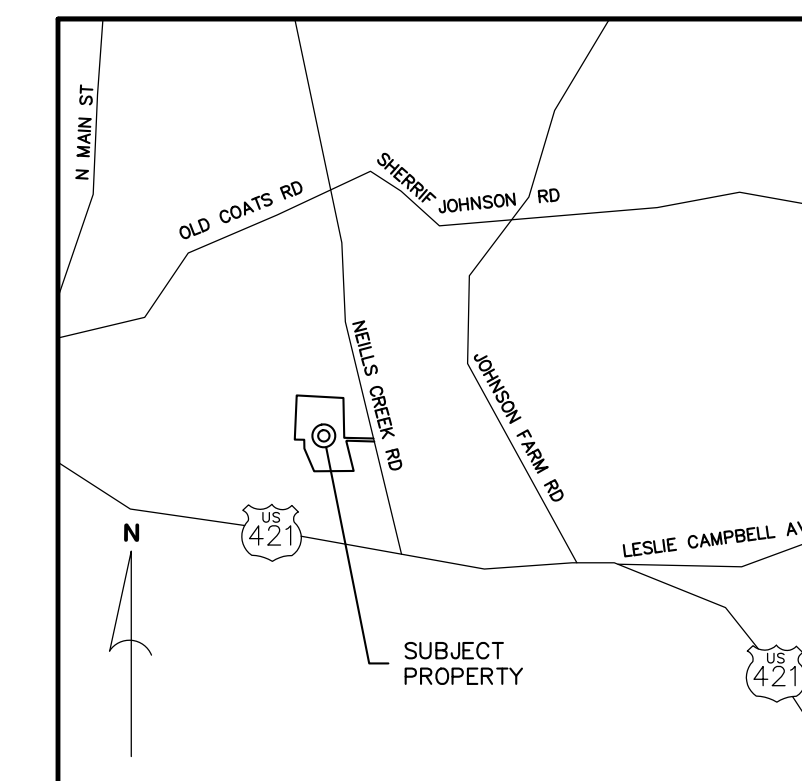 N MAIN ST
OLD COATS RD
SHERRIF JOHNSON RD
NEILLS CREEK RD
JOHNSON FARM RD
N
US
421
LESLIE CAMPBELL
SUBJECT
PROPERTY
US
421